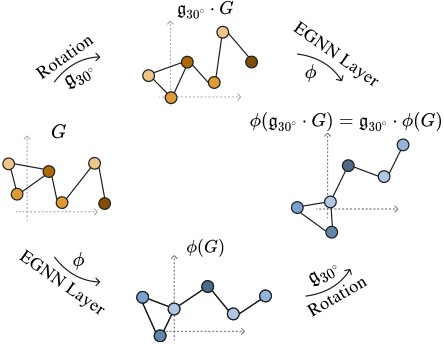 𝔤₃₀° · G
Rotation
𝔤₃₀°
EGNN Layer
ϕ
G
ϕ(𝔤₃₀° · G) = 𝔤₃₀° · ϕ(G)
ϕ
EGNN Layer
ϕ(G)
𝔤₃₀°
Rotation